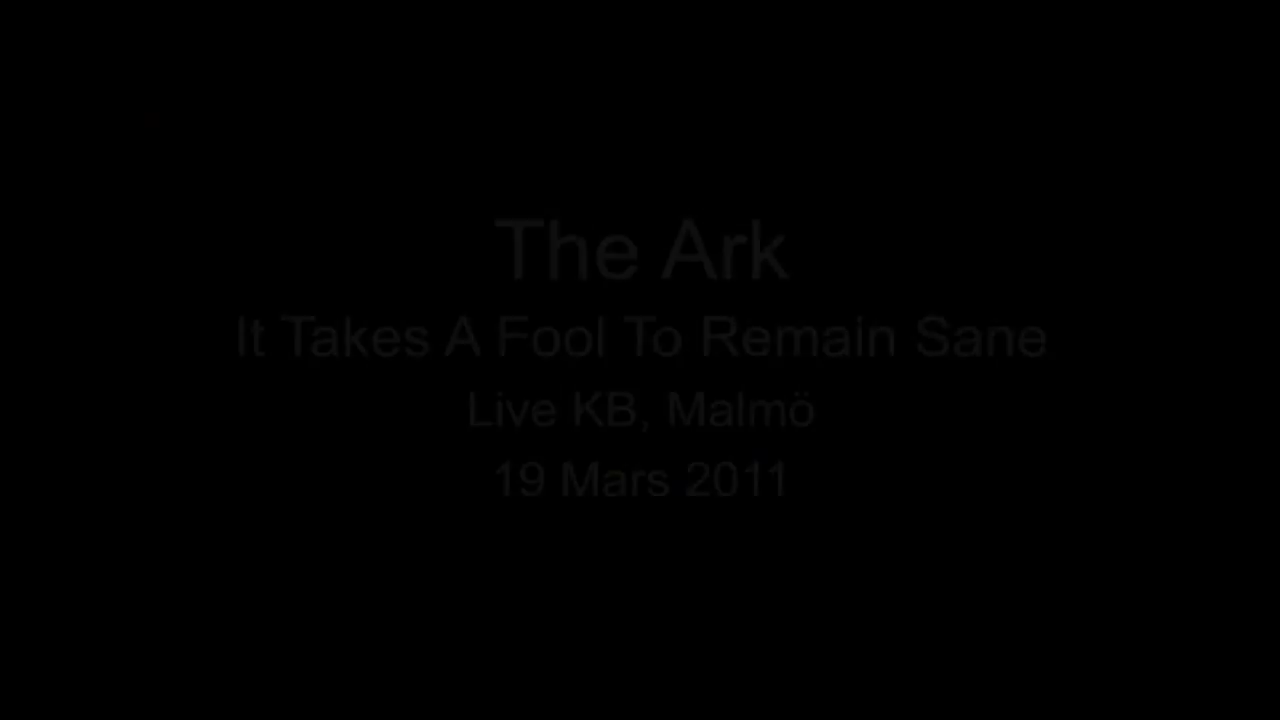 The Ark
It Takes A Fool To Remain Sane
Live KB, Malmö
19 Mars 2011